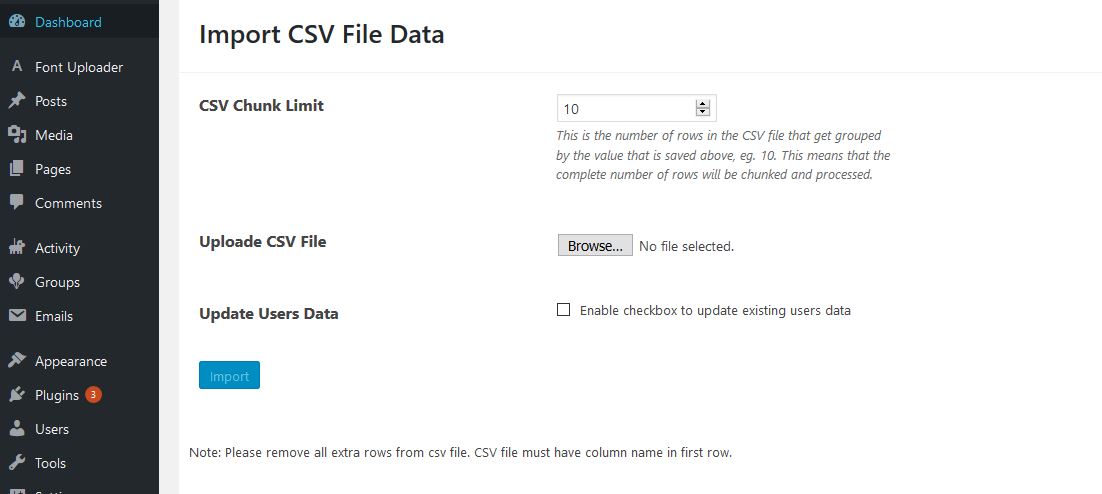 Dashboard
Font Uploader
Posts
Media
Pages
Comments
Activity
Groups
Emails
Appearance
Plugins 3
Users
Tools
Import CSV File Data
CSV Chunk Limit
10
This is the number of rows in the CSV file that get grouped
by the value that is saved above, eg. 10. This means that the
complete number of rows will be chunked and processed.
Uploade CSV File
Browse... No file selected.
Update Users Data
Enable checkbox to update existing users data
Import
Note: Please remove all extra rows from csv file. CSV file must have column name in first row.